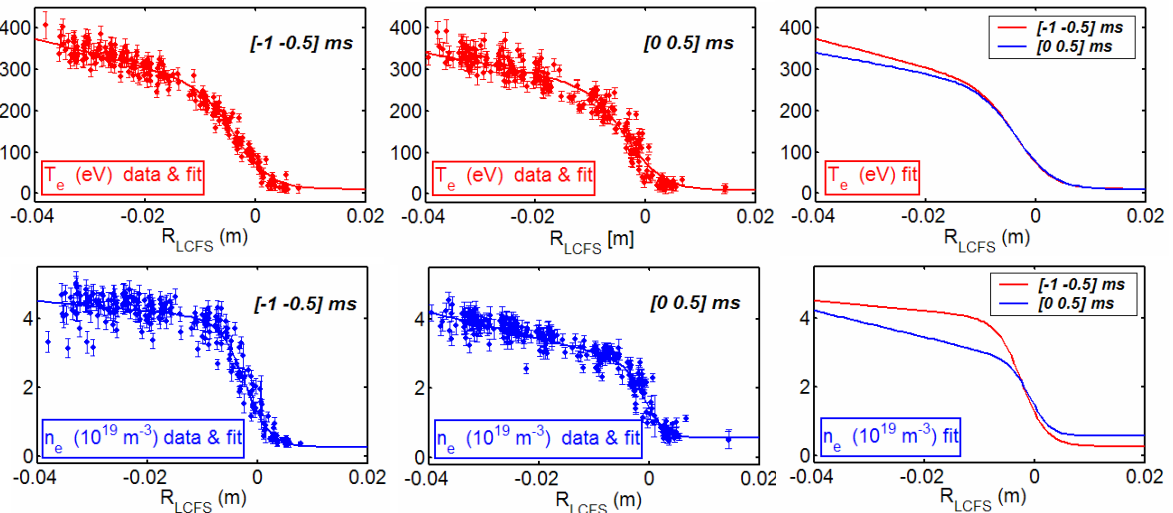 400
300
200
100
0
[-1 -0.5] ms
T_e (eV) data & fit
-0.04 -0.02 0 0.02
R_LCFS (m)
400
300
200
100
0
[0 0.5] ms
T_e (eV) data & fit
-0.04 -0.02 0 0.02
R_LCFS [m]
400
300
200
100
0
[-1 -0.5] ms
[0 0.5] ms
T_e (eV) fit
-0.04 -0.02 0 0.02
R_LCFS (m)
4
2
0
[-1 -0.5] ms
n_e (10^19 m^-3) data & fit
-0.04 -0.02 0 0.02
R_LCFS (m)
4
2
0
[0 0.5] ms
n_e (10^19 m^-3) data & fit
-0.04 -0.02 0 0.02
R_LCFS (m)
4
2
0
[-1 -0.5] ms
[0 0.5] ms
n_e (10^19 m^-3) fit
-0.04 -0.02 0 0.02
R_LCFS (m)